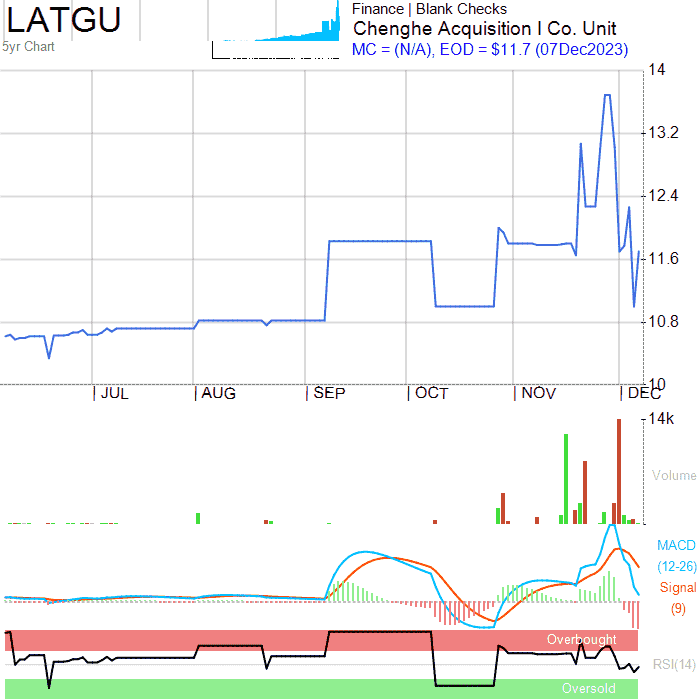 LATGU
5yr Chart
Finance | Blank Checks
Chenghe Acquisition I Co. Unit
MC = (N/A), EOD = $11.7 (07Dec2023)
14
13.2
12.4
11.6
10.8
10
JUL AUG SEP OCT NOV DEC
14k
Volume
MACD
(12-26)
Signal
(9)
Overbought
RSI(14)
Oversold